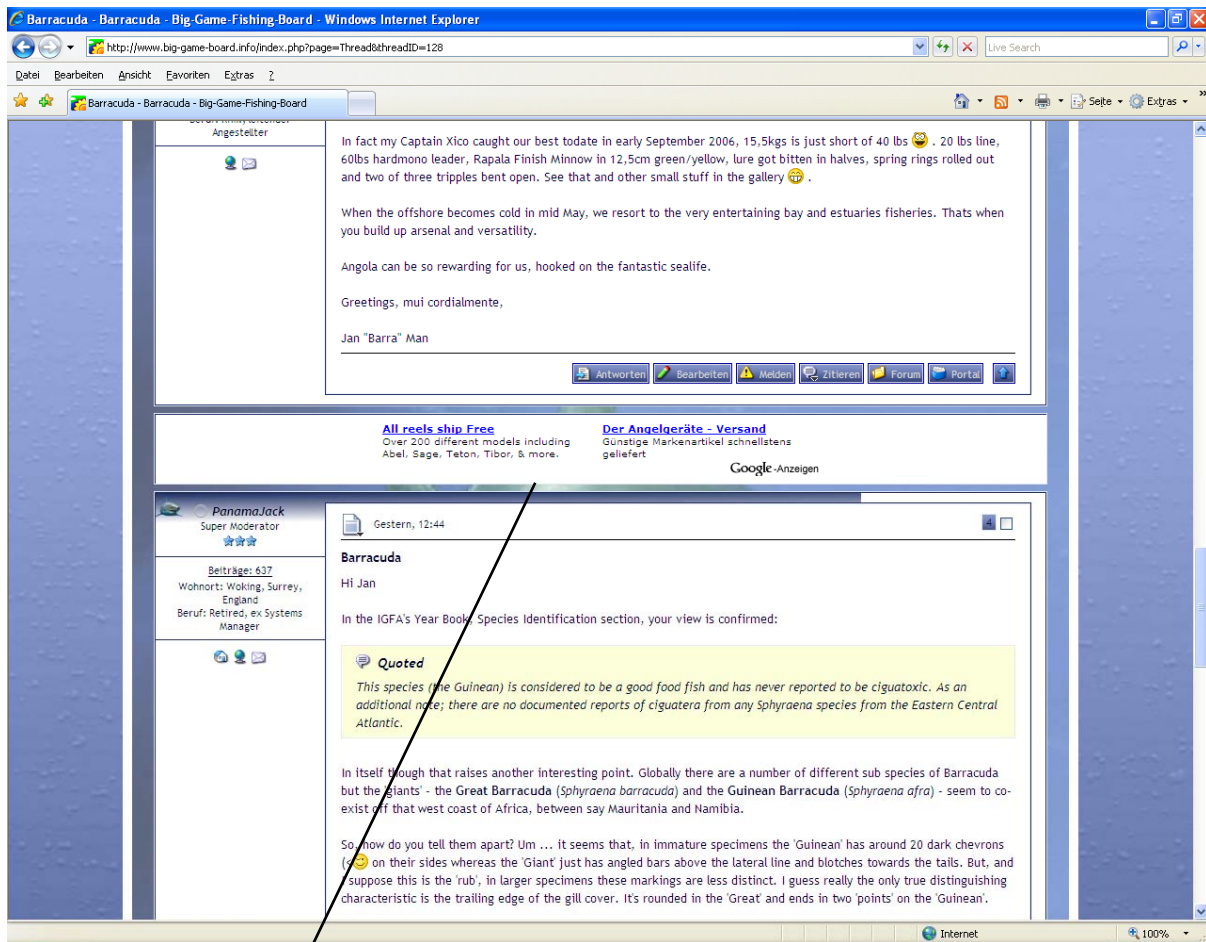 Barracuda - Barracuda - Big-Game-Fishing-Board - Windows Internet Explorer
http://www.big-game-board.info/index.php?page=Thread&threadID=128
Live Search
Datei Bearbeiten Ansicht Favoriten Extras ?
Barracuda - Barracuda - Big-Game-Fishing-Board
Seite Extras
Angestellter
In fact my Captain Xico caught our best todate in early September 2006, 15,5kgs is just short of 40 lbs . 20 lbs line,
60lbs hardmono leader, Rapala Finish Minnow in 12,5cm green/yellow, lure got bitten in halves, spring rings rolled out
and two of three tripples bent open. See that and other small stuff in the gallery .
When the offshore becomes cold in mid May, we resort to the very entertaining bay and estuaries fisheries. Thats when
you build up arsenal and versatility.
Angola can be so rewarding for us, hooked on the fantastic sealife.
Greetings, mui cordialmente,
Jan "Barra" Man
Antworten Bearbeiten Melden Zitieren Forum Portal
All reels ship Free
Over 200 different models including
Abel, Sage, Teton, Tibor, & more.
Der Angelgeräte - Versand
Günstige Markenartikel schnellstens
geliefert
Google-Anzeigen
PanamaJack
Super Moderator
Beiträge: 637
Wohnort: Woking, Surrey,
England
Beruf: Retired, ex Systems
Manager
Gestern, 12:44
4
Barracuda
Hi Jan
In the IGFA's Year Book, Species Identification section, your view is confirmed:
Quoted
This species (the Guinean) is considered to be a good food fish and has never reported to be ciguatoxic. As an
additional note; there are no documented reports of ciguatera from any Sphyraena species from the Eastern Central
Atlantic.
In itself though that raises another interesting point. Globally there are a number of different sub species of Barracuda
but the 'giants' - the Great Barracuda (Sphyraena barracuda) and the Guinean Barracuda (Sphyraena afra) - seem to co-
exist off that west coast of Africa, between say Mauritania and Namibia.
So, how do you tell them apart? Um ... it seems that, in immature specimens the 'Guinean' has around 20 dark chevrons
(< on their sides whereas the 'Giant' just has angled bars above the lateral line and blotches towards the tails. But, and
I suppose this is the 'rub', in larger specimens these markings are less distinct. I guess really the only true distinguishing
characteristic is the trailing edge of the gill cover. It's rounded in the 'Great' and ends in two 'points' on the 'Guinean'.
Internet
100%